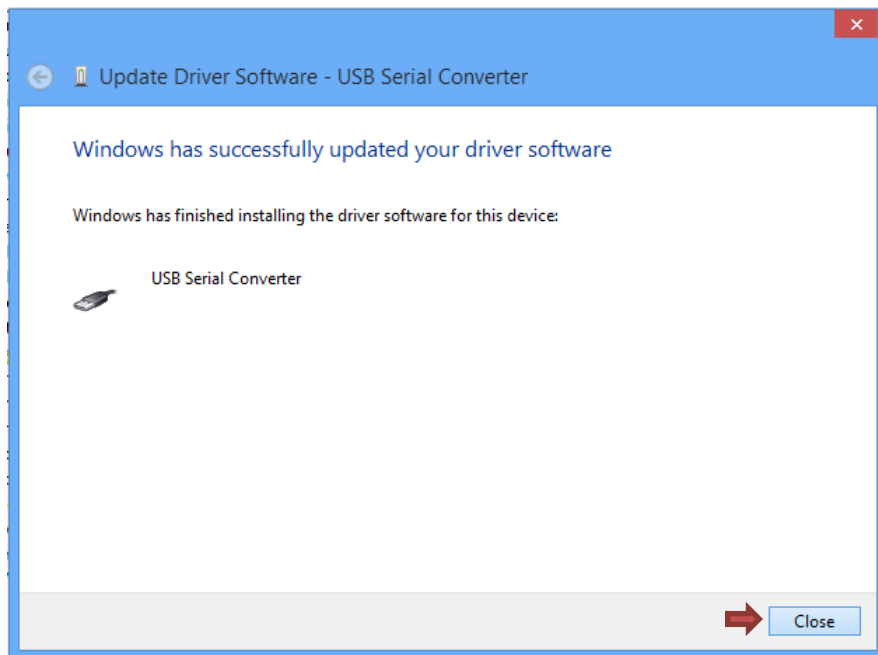 Update Driver Software - USB Serial Converter
Windows has successfully updated your driver software
Windows has finished installing the driver software for this device:
USB Serial Converter
Close